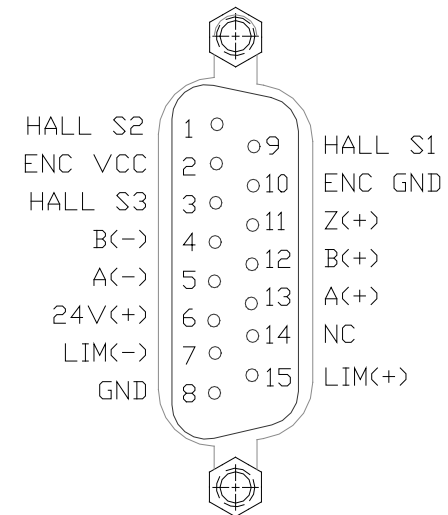 HALL S2 1 9 HALL S1
ENC VCC 2 10 ENC GND
HALL S3 3 11 Z(+)
B(-) 4 12 B(+)
A(-) 5 13 A(+)
24V(+) 6 14 NC
LIM(-) 7 15 LIM(+)
GND 8